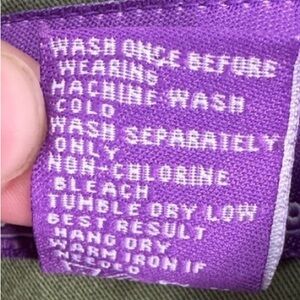 WASH ONCE BEFORE
WEARING
MACHINE WASH
COLD
WASH SEPARATELY
ONLY
NON-CHLORINE
BLEACH
TUMBLE DRY LOW
BEST RESULT
HANG DRY
WARM IRON IF
NEEDED